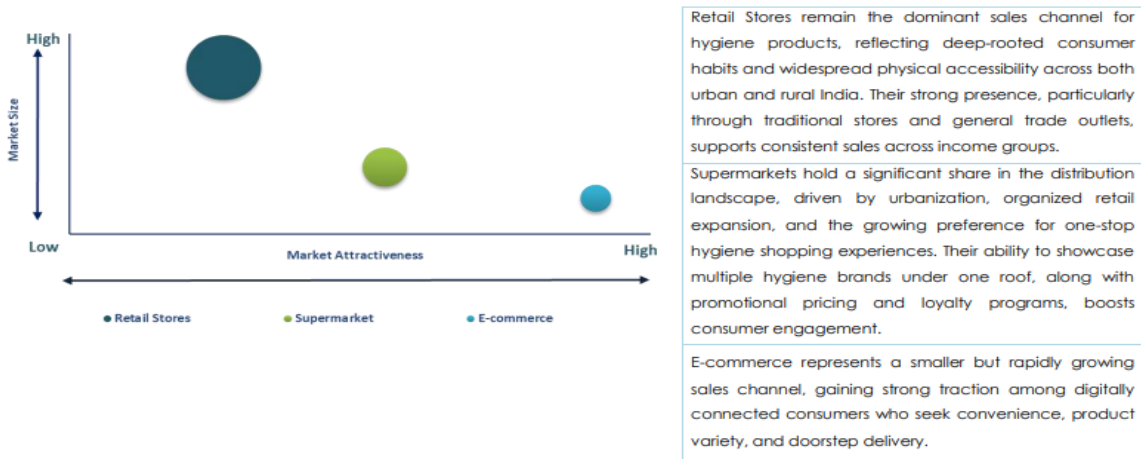 High
Market Size
Low
Market Attractiveness
High
Retail Stores
Supermarket
E-commerce
Retail Stores remain the dominant sales channel for
hygiene products, reflecting deep-rooted consumer
habits and widespread physical accessibility across both
urban and rural India. Their strong presence, particularly
through traditional stores and general trade outlets,
supports consistent sales across income groups.
Supermarkets hold a significant share in the distribution
landscape, driven by urbanization, organized retail
expansion, and the growing preference for one-stop
hygiene shopping experiences. Their ability to showcase
multiple hygiene brands under one roof, along with
promotional pricing and loyalty programs, boosts
consumer engagement.
E-commerce represents a smaller but rapidly growing
sales channel, gaining strong traction among digitally
connected consumers who seek convenience, product
variety, and doorstep delivery.